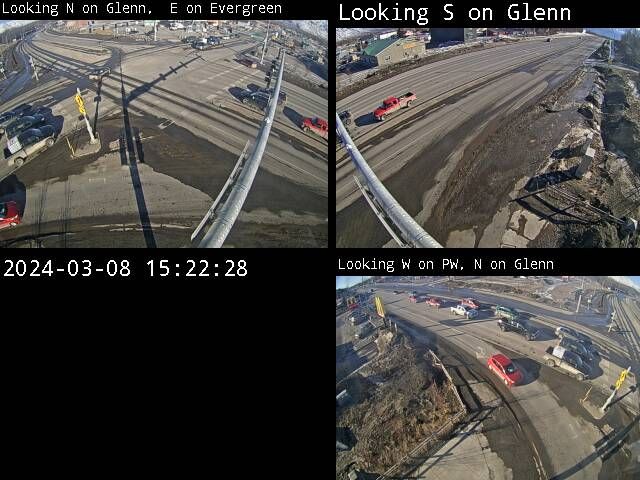 Looking N on Glenn,  E on Evergreen
Looking S on Glenn
2024-03-08 15:22:28
Looking W on PW, N on Glenn